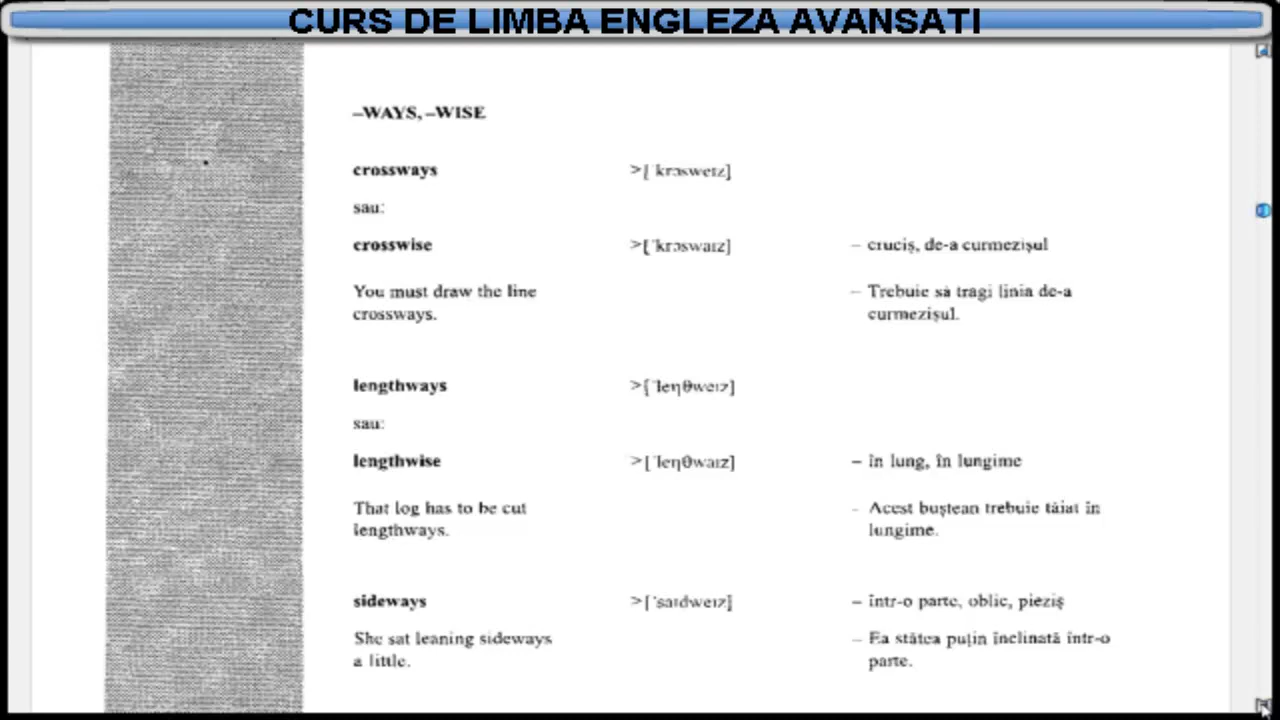 CURS DE LIMBA ENGLEZA AVANSATI
–WAYS, –WISE
crossways >[ˈkrɔsweɪz]
sau:
crosswise >[ˈkrɔswaɪz] – cruciș, de-a curmezișul
You must draw the line – Trebuie să tragi linia de-a
crossways. curmezișul.
lengthways >[ˈleŋθweɪz]
sau:
lengthwise >[ˈleŋθwaɪz] – în lung, în lungime
That log has to be cut – Acest buștean trebuie tăiat în
lengthways. lungime.
sideways >[ˈsaɪdweɪz] – într-o parte, oblic, pieziș
She sat leaning sideways – Ea stătea puțin înclinată într-o
a little. parte.